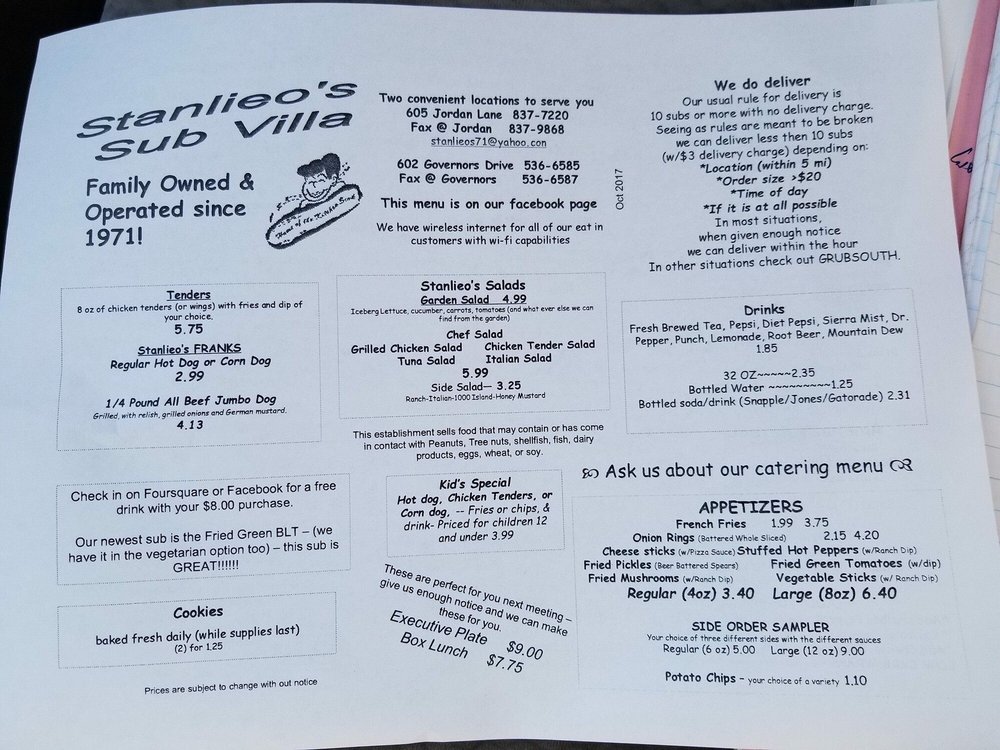 Stanlieo's
Sub Villa
Family Owned &
Operated since
1971!
Two convenient locations to serve you
605 Jordan Lane 837-7220
Fax @ Jordan 837-9868
stanlieos71@yahoo.com
602 Governors Drive 536-6585
Fax @ Governors 536-6587
This menu is on our facebook page
We have wireless internet for all of our eat in
customers with wi-fi capabilities
Oct 2017
We do deliver
Our usual rule for delivery is
10 subs or more with no delivery charge.
Seeing as rules are meant to be broken
we can deliver less then 10 subs
(w/$3 delivery charge) depending on:
*Location (within 5 mi)
*Order size >$20
*Time of day
*If it is at all possible
In most situations,
when given enough notice
we can deliver within the hour
In other situations check out GRUBSOUTH.
Tenders
8 oz of chicken tenders (or wings) with fries and dip of
your choice.
5.75
Stanlieo's FRANKS
Regular Hot Dog or Corn Dog
2.99
1/4 Pound All Beef Jumbo Dog
Grilled, with relish, grilled onions and German mustard.
4.13
Stanlieo's Salads
Garden Salad 4.99
Iceberg Lettuce, cucumber, carrots, tomatoes (and what ever else we can
find from the garden)
Chef Salad
Grilled Chicken Salad Chicken Tender Salad
Tuna Salad Italian Salad
5.99
Side Salad— 3.25
Ranch-Italian-1000 Island-Honey Mustard
Drinks
Fresh Brewed Tea, Pepsi, Diet Pepsi, Sierra Mist, Dr.
Pepper, Punch, Lemonade, Root Beer, Mountain Dew
1.85
32 OZ~~~~~2.35
Bottled Water ~~~~~~~~~1.25
Bottled soda/drink (Snapple/Jones/Gatorade) 2.31
This establishment sells food that may contain or has come
in contact with Peanuts, Tree nuts, shellfish, fish, dairy
products, eggs, wheat, or soy.
Ask us about our catering menu
Check in on Foursquare or Facebook for a free
drink with your $8.00 purchase.
Our newest sub is the Fried Green BLT – (we
have it in the vegetarian option too) – this sub is
GREAT!!!!!!
Kid's Special
Hot dog, Chicken Tenders, or
Corn dog, -- Fries or chips, &
drink- Priced for children 12
and under 3.99
APPETIZERS
French Fries 1.99 3.75
Onion Rings (Battered Whole Sliced) 2.15 4.20
Cheese sticks (w/Pizza Sauce) Stuffed Hot Peppers (w/Ranch Dip)
Fried Pickles (Beer Battered Spears) Fried Green Tomatoes (w/dip)
Fried Mushrooms (w/Ranch Dip) Vegetable Sticks (w/ Ranch Dip)
Regular (4oz) 3.40 Large (8oz) 6.40
SIDE ORDER SAMPLER
Your choice of three different sides with the different sauces
Regular (6 oz) 5.00 Large (12 oz) 9.00
Potato Chips – your choice of a variety 1.10
Cookies
baked fresh daily (while supplies last)
(2) for 1.25
These are perfect for you next meeting –
give us enough notice and we can make
these for you.
Executive Plate $9.00
Box Lunch $7.75
Prices are subject to change with out notice